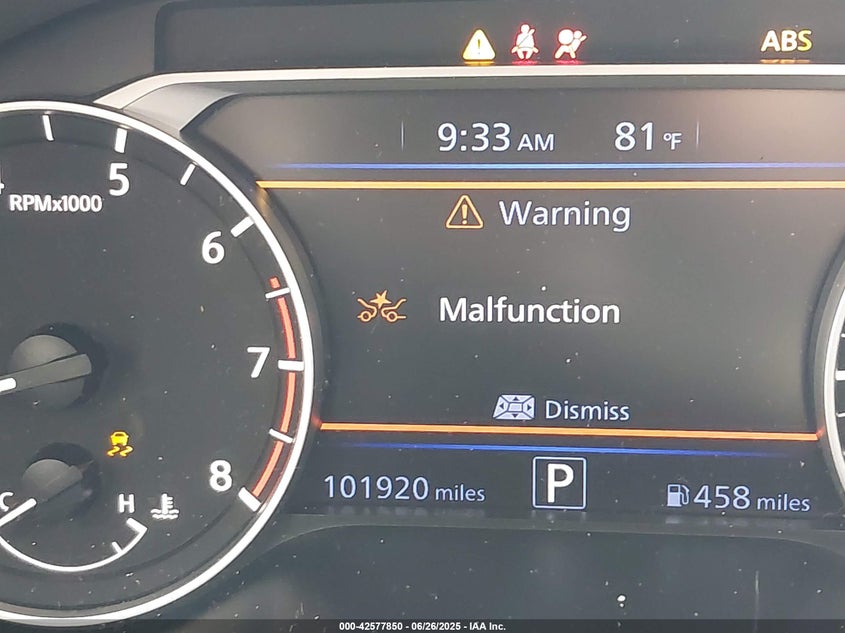 ABS
9:33 AM 81 °F
5
RPMx1000
Warning
6
Malfunction
7
Dismiss
8
101920 miles P 458 miles
C H
000-42577850 - 06/26/2025 - IAA Inc.